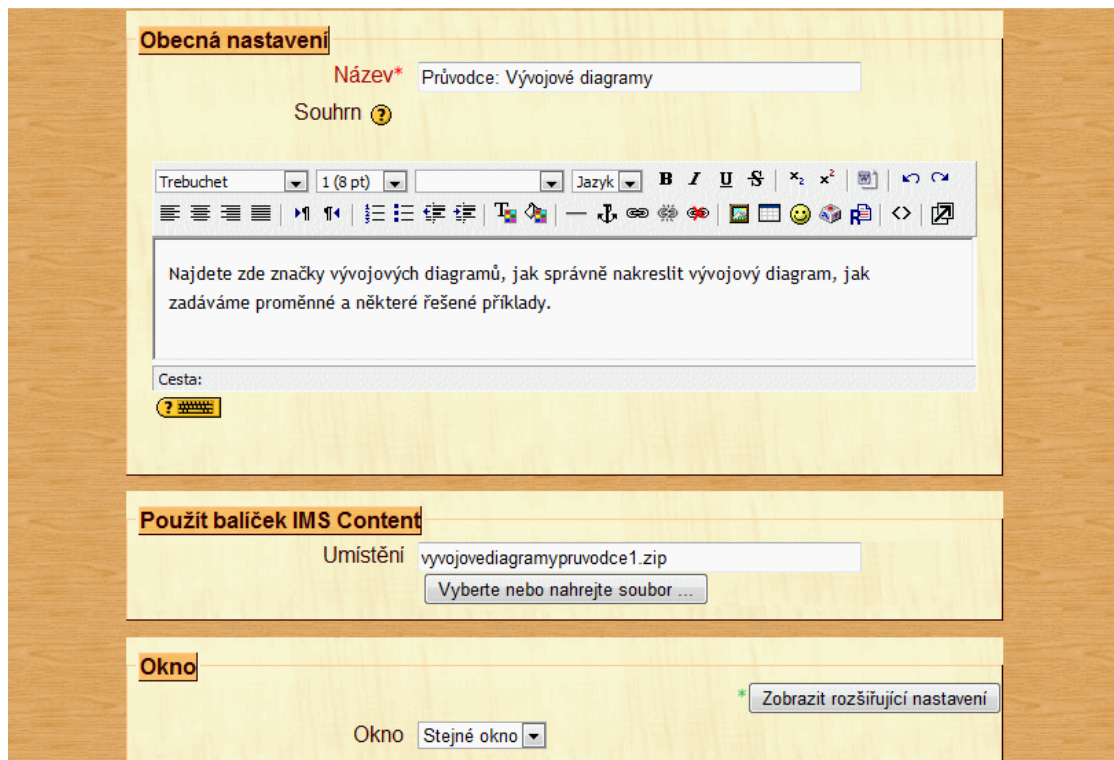 Obecná nastavení
Název* Průvodce: Vývojové diagramy
Souhrn ?
Trebuchet 1 (8 pt) Jazyk B I U S x₂ x²
Najdete zde značky vývojových diagramů, jak správně nakreslit vývojový diagram, jak
zadáváme proměnné a některé řešené příklady.
Cesta:
?
Použít balíček IMS Content
Umístění vyvojovediagramypruvodce1.zip
Vyberte nebo nahrejte soubor ...
Okno
* Zobrazit rozšiřující nastavení
Okno Stejné okno